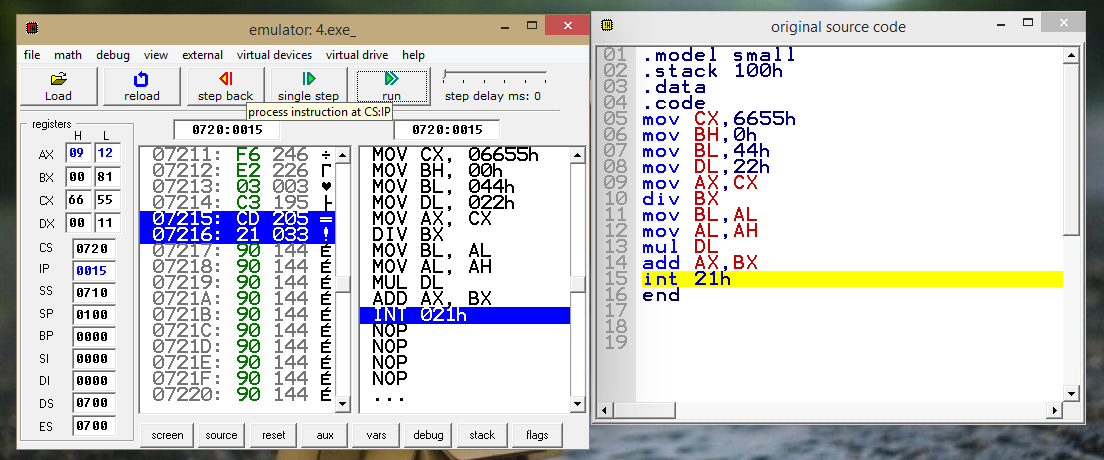 emulator: 4.exe_
file math debug view external virtual devices virtual drive help
Load reload step back single step run step delay ms: 0
process instruction at CS:IP
registers
H L
AX 09 12
BX 00 81
CX 66 55
DX 00 11
CS 0720
IP 0015
SS 0710
SP 0100
BP 0000
SI 0000
DI 0000
DS 0700
ES 0700
0720:0015 0720:0015
07211: F6 246 ÷
07212: E2 226 Γ
07213: 03 003 ♥
07214: C3 195 ├
07215: CD 205 =
07216: 21 033 !
07217: 90 144 É
07218: 90 144 É
07219: 90 144 É
0721A: 90 144 É
0721B: 90 144 É
0721C: 90 144 É
0721D: 90 144 É
0721E: 90 144 É
0721F: 90 144 É
07220: 90 144 É
MOV CX, 06655h
MOV BH, 00h
MOV BL, 044h
MOV DL, 022h
MOV AX, CX
DIV BX
MOV BL, AL
MOV AL, AH
MUL DL
ADD AX, BX
INT 021h
NOP
NOP
NOP
NOP
...
screen source reset aux vars debug stack flags
original source code
01 .model small
02 .stack 100h
03 .data
04 .code
05 mov CX,6655h
06 mov BH,0h
07 mov BL,44h
08 mov DL,22h
09 mov AX,CX
10 div BX
11 mov BL,AL
12 mov AL,AH
13 mul DL
14 add AX,BX
15 int 21h
16 end
17
18
19